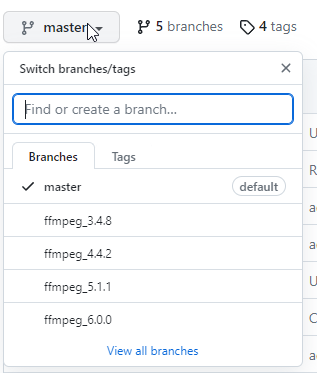 master
5 branches
4 tags
Switch branches/tags
Find or create a branch...
Branches
Tags
master
default
ffmpeg_3.4.8
ffmpeg_4.4.2
ffmpeg_5.1.1
ffmpeg_6.0.0
View all branches
U
R
a
a
U
C
a